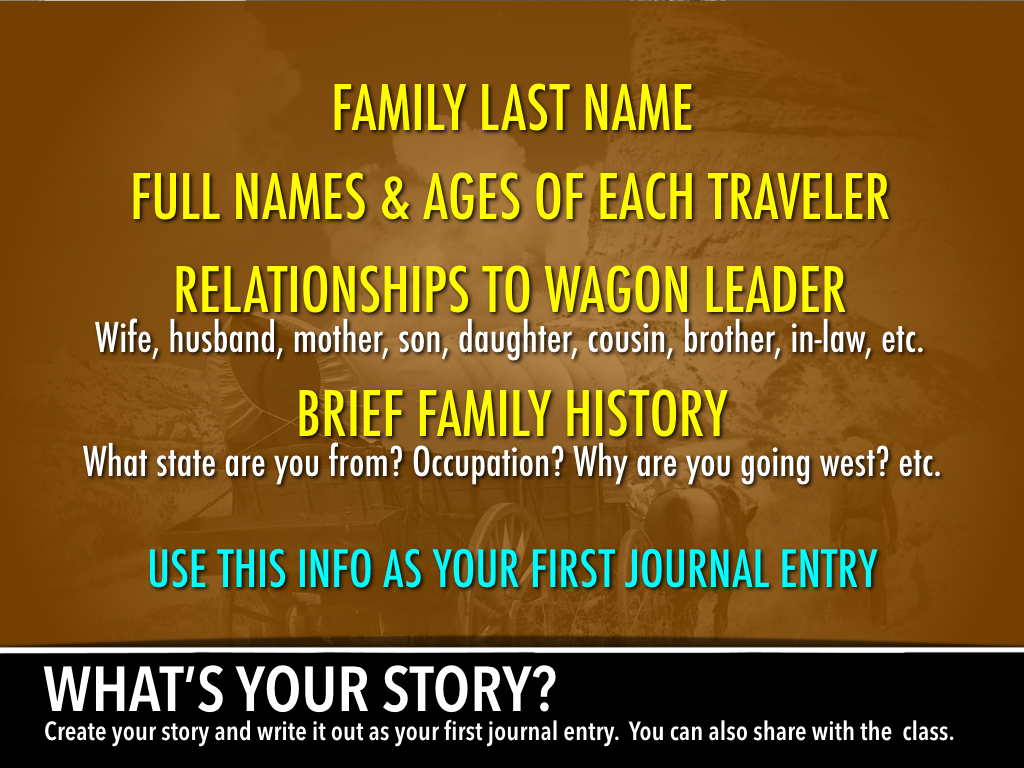 FAMILY LAST NAME
FULL NAMES & AGES OF EACH TRAVELER
RELATIONSHIPS TO WAGON LEADER
Wife, husband, mother, son, daughter, cousin, brother, in-law, etc.
BRIEF FAMILY HISTORY
What state are you from? Occupation? Why are you going west? etc.
USE THIS INFO AS YOUR FIRST JOURNAL ENTRY
WHAT'S YOUR STORY?
Create your story and write it out as your first journal entry.  You can also share with the  class.